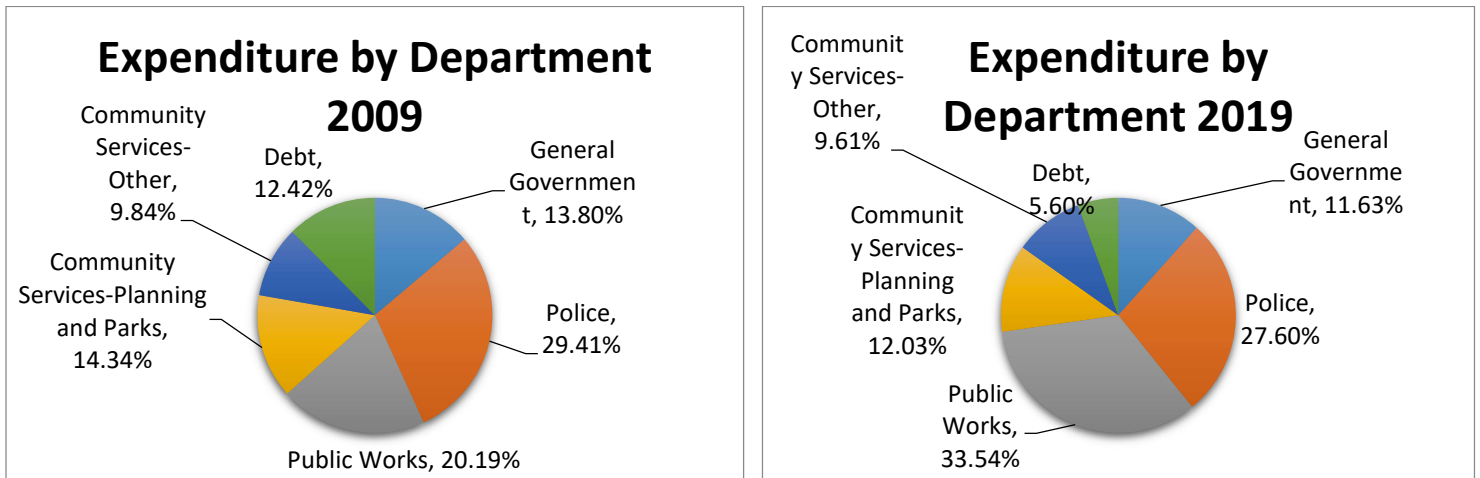 Expenditure by Department
2009
Community
Services-
Other,
9.84%
Debt,
12.42%
General
Governmen
t, 13.80%
Community
Services-Planning
and Parks,
14.34%
Police,
29.41%
Public Works, 20.19%
Expenditure by
Department 2019
Communit
y Services-
Other,
9.61%
Debt,
5.60%
General
Governme
nt, 11.63%
Communit
y Services-
Planning
and Parks,
12.03%
Police,
27.60%
Public
Works,
33.54%